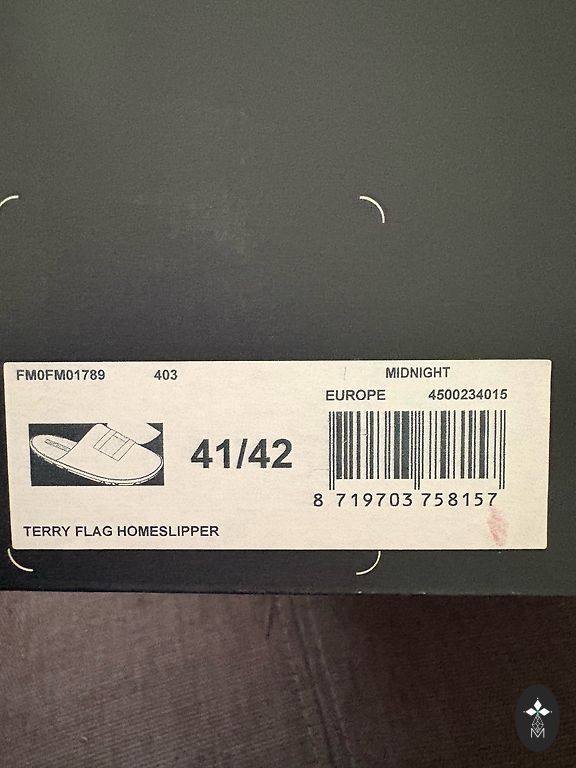 FM0FM01789 403 MIDNIGHT
EUROPE 4500234015
41/42
8 719703 758157
TERRY FLAG HOMESLIPPER
M